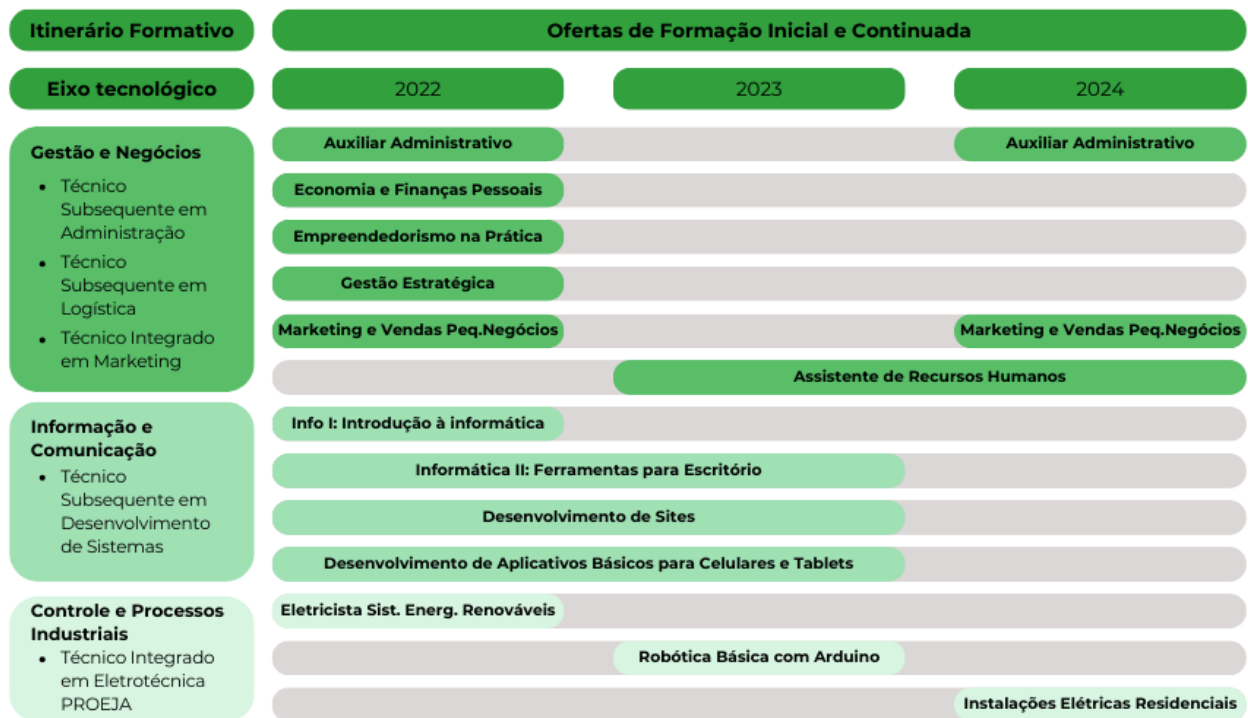 Itinerário Formativo
Ofertas de Formação Inicial e Continuada
Eixo tecnológico
2022
2023
2024
Gestão e Negócios
• Técnico
Subsequente em
Administração
• Técnico
Subsequente em
Logística
• Técnico Integrado
em Marketing
Auxiliar Administrativo
Auxiliar Administrativo
Economia e Finanças Pessoais
Empreendedorismo na Prática
Gestão Estratégica
Marketing e Vendas Peq.Negócios
Marketing e Vendas Peq.Negócios
Assistente de Recursos Humanos
Informação e
Comunicação
• Técnico
Subsequente em
Desenvolvimento
de Sistemas
Info I: Introdução à informática
Informática II: Ferramentas para Escritório
Desenvolvimento de Sites
Desenvolvimento de Aplicativos Básicos para Celulares e Tablets
Controle e Processos
Industriais
• Técnico Integrado
em Eletrotécnica
PROEJA
Eletricista Sist. Energ. Renováveis
Robótica Básica com Arduino
Instalações Elétricas Residenciais